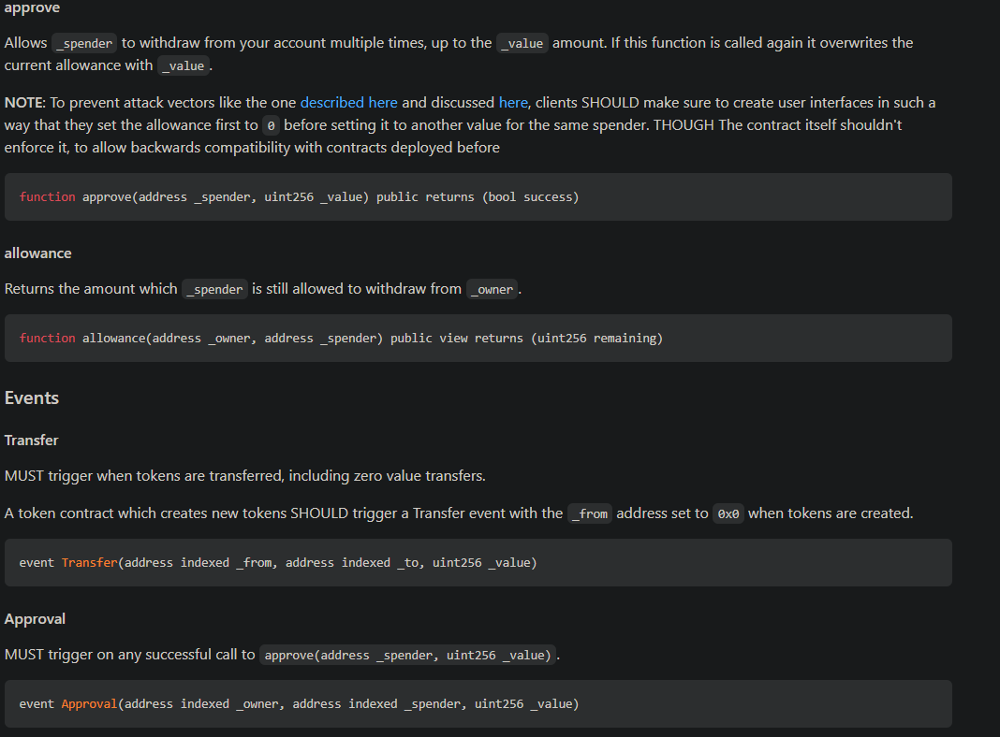 approve
Allows _spender to withdraw from your account multiple times, up to the _value amount. If this function is called again it overwrites the
current allowance with _value.
NOTE: To prevent attack vectors like the one described here and discussed here, clients SHOULD make sure to create user interfaces in such a
way that they set the allowance first to 0 before setting it to another value for the same spender. THOUGH The contract itself shouldn't
enforce it, to allow backwards compatibility with contracts deployed before
function approve(address _spender, uint256 _value) public returns (bool success)
allowance
Returns the amount which _spender is still allowed to withdraw from _owner.
function allowance(address _owner, address _spender) public view returns (uint256 remaining)
Events
Transfer
MUST trigger when tokens are transferred, including zero value transfers.
A token contract which creates new tokens SHOULD trigger a Transfer event with the _from address set to 0x0 when tokens are created.
event Transfer(address indexed _from, address indexed _to, uint256 _value)
Approval
MUST trigger on any successful call to approve(address _spender, uint256 _value).
event Approval(address indexed _owner, address indexed _spender, uint256 _value)